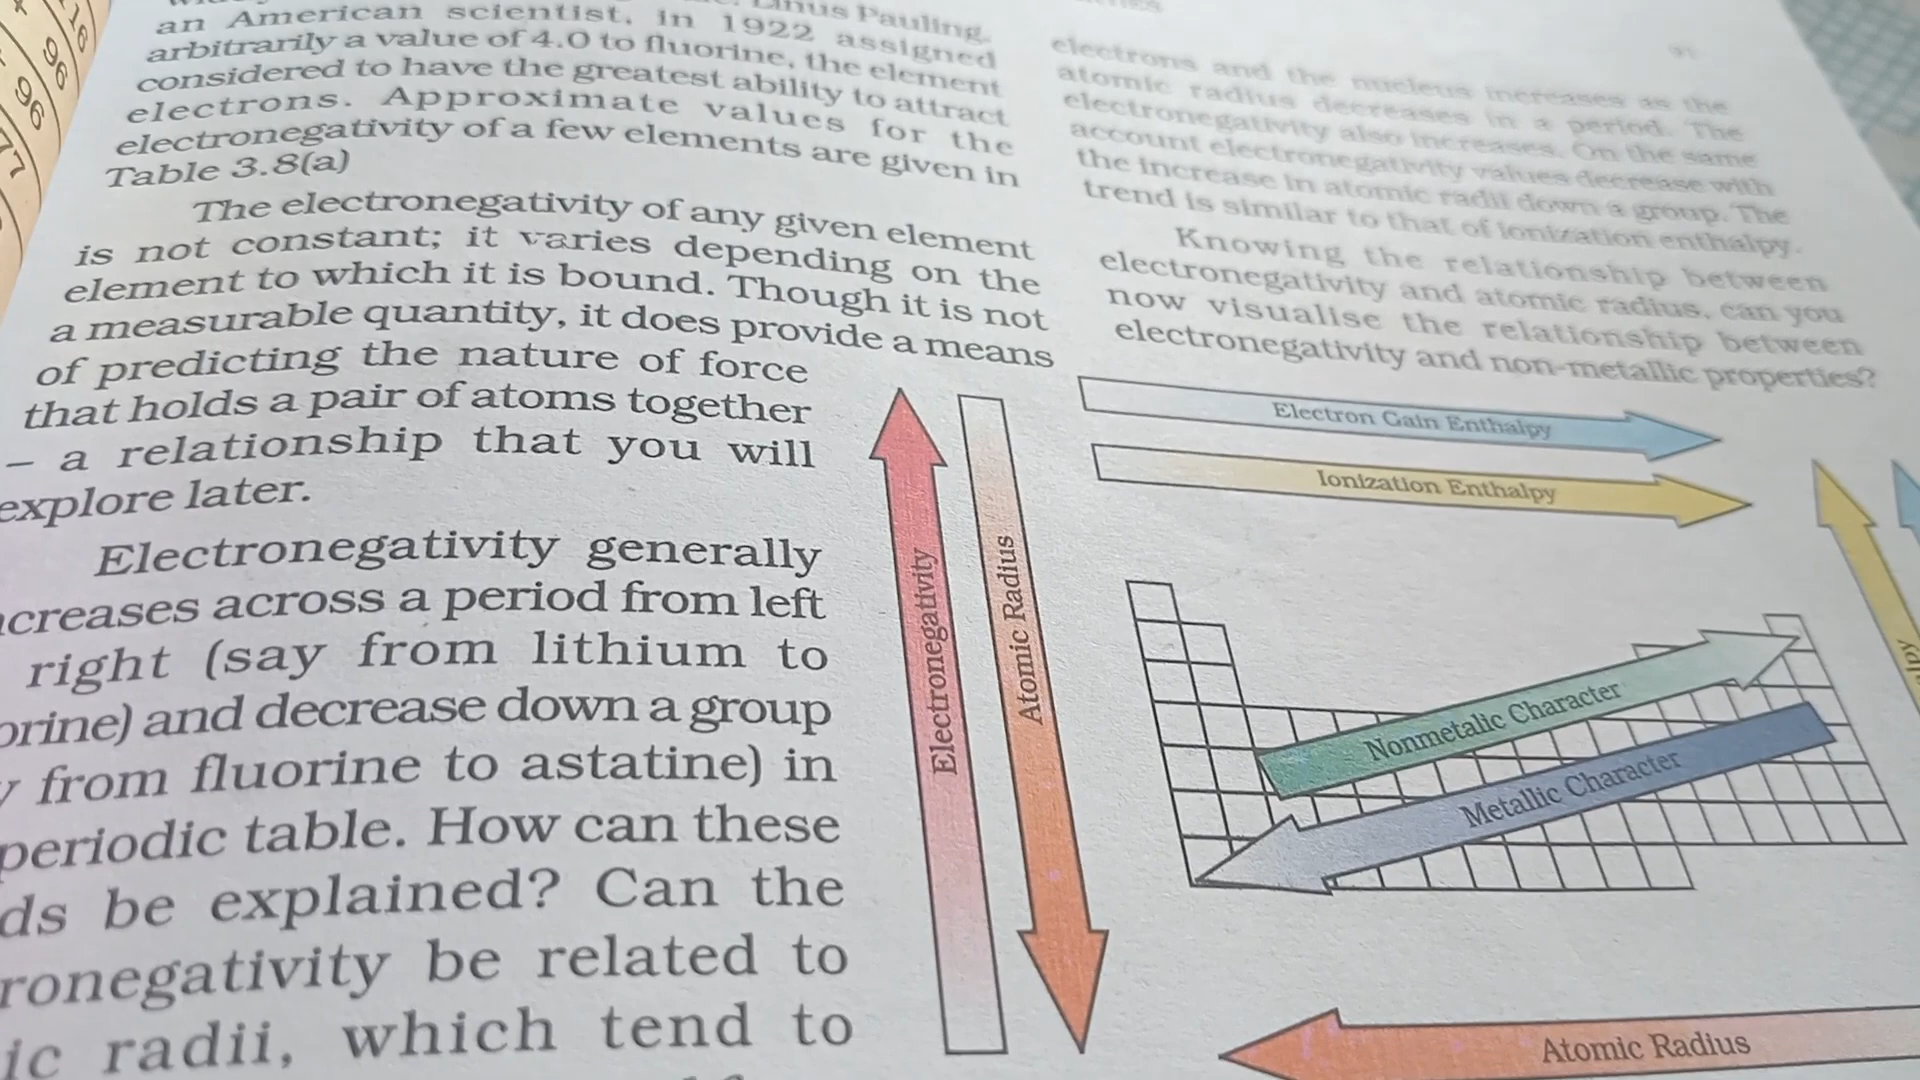 Linus Pauling,
an American scientist, in 1922 assigned
arbitrarily a value of 4.0 to fluorine, the element
considered to have the greatest ability to attract
electrons. Approximate values for the
electronegativity of a few elements are given in
Table 3.8(a)
The electronegativity of any given element
is not constant; it varies depending on the
element to which it is bound. Though it is not
a measurable quantity, it does provide a means
of predicting the nature of force
that holds a pair of atoms together
– a relationship that you will
explore later.
Electronegativity generally
creases across a period from left
right (say from lithium to
orine) and decrease down a group
y from fluorine to astatine) in
periodic table. How can these
ds be explained? Can the
ronegativity be related to
ic radii, which tend to
electrons and the nucleus increases as the
atomic radius decreases in a period. The
electronegativity also increases. On the same
account electronegativity values decrease with
the increase in atomic radii down a group. The
trend is similar to that of ionization enthalpy.
Knowing the relationship between
electronegativity and atomic radius, can you
now visualise the relationship between
electronegativity and non-metallic properties?
Electron Gain Enthalpy
Ionization Enthalpy
Electronegativity
Atomic Radius
Nonmetalic Character
Metallic Character
Atomic Radius
16
96
96
77